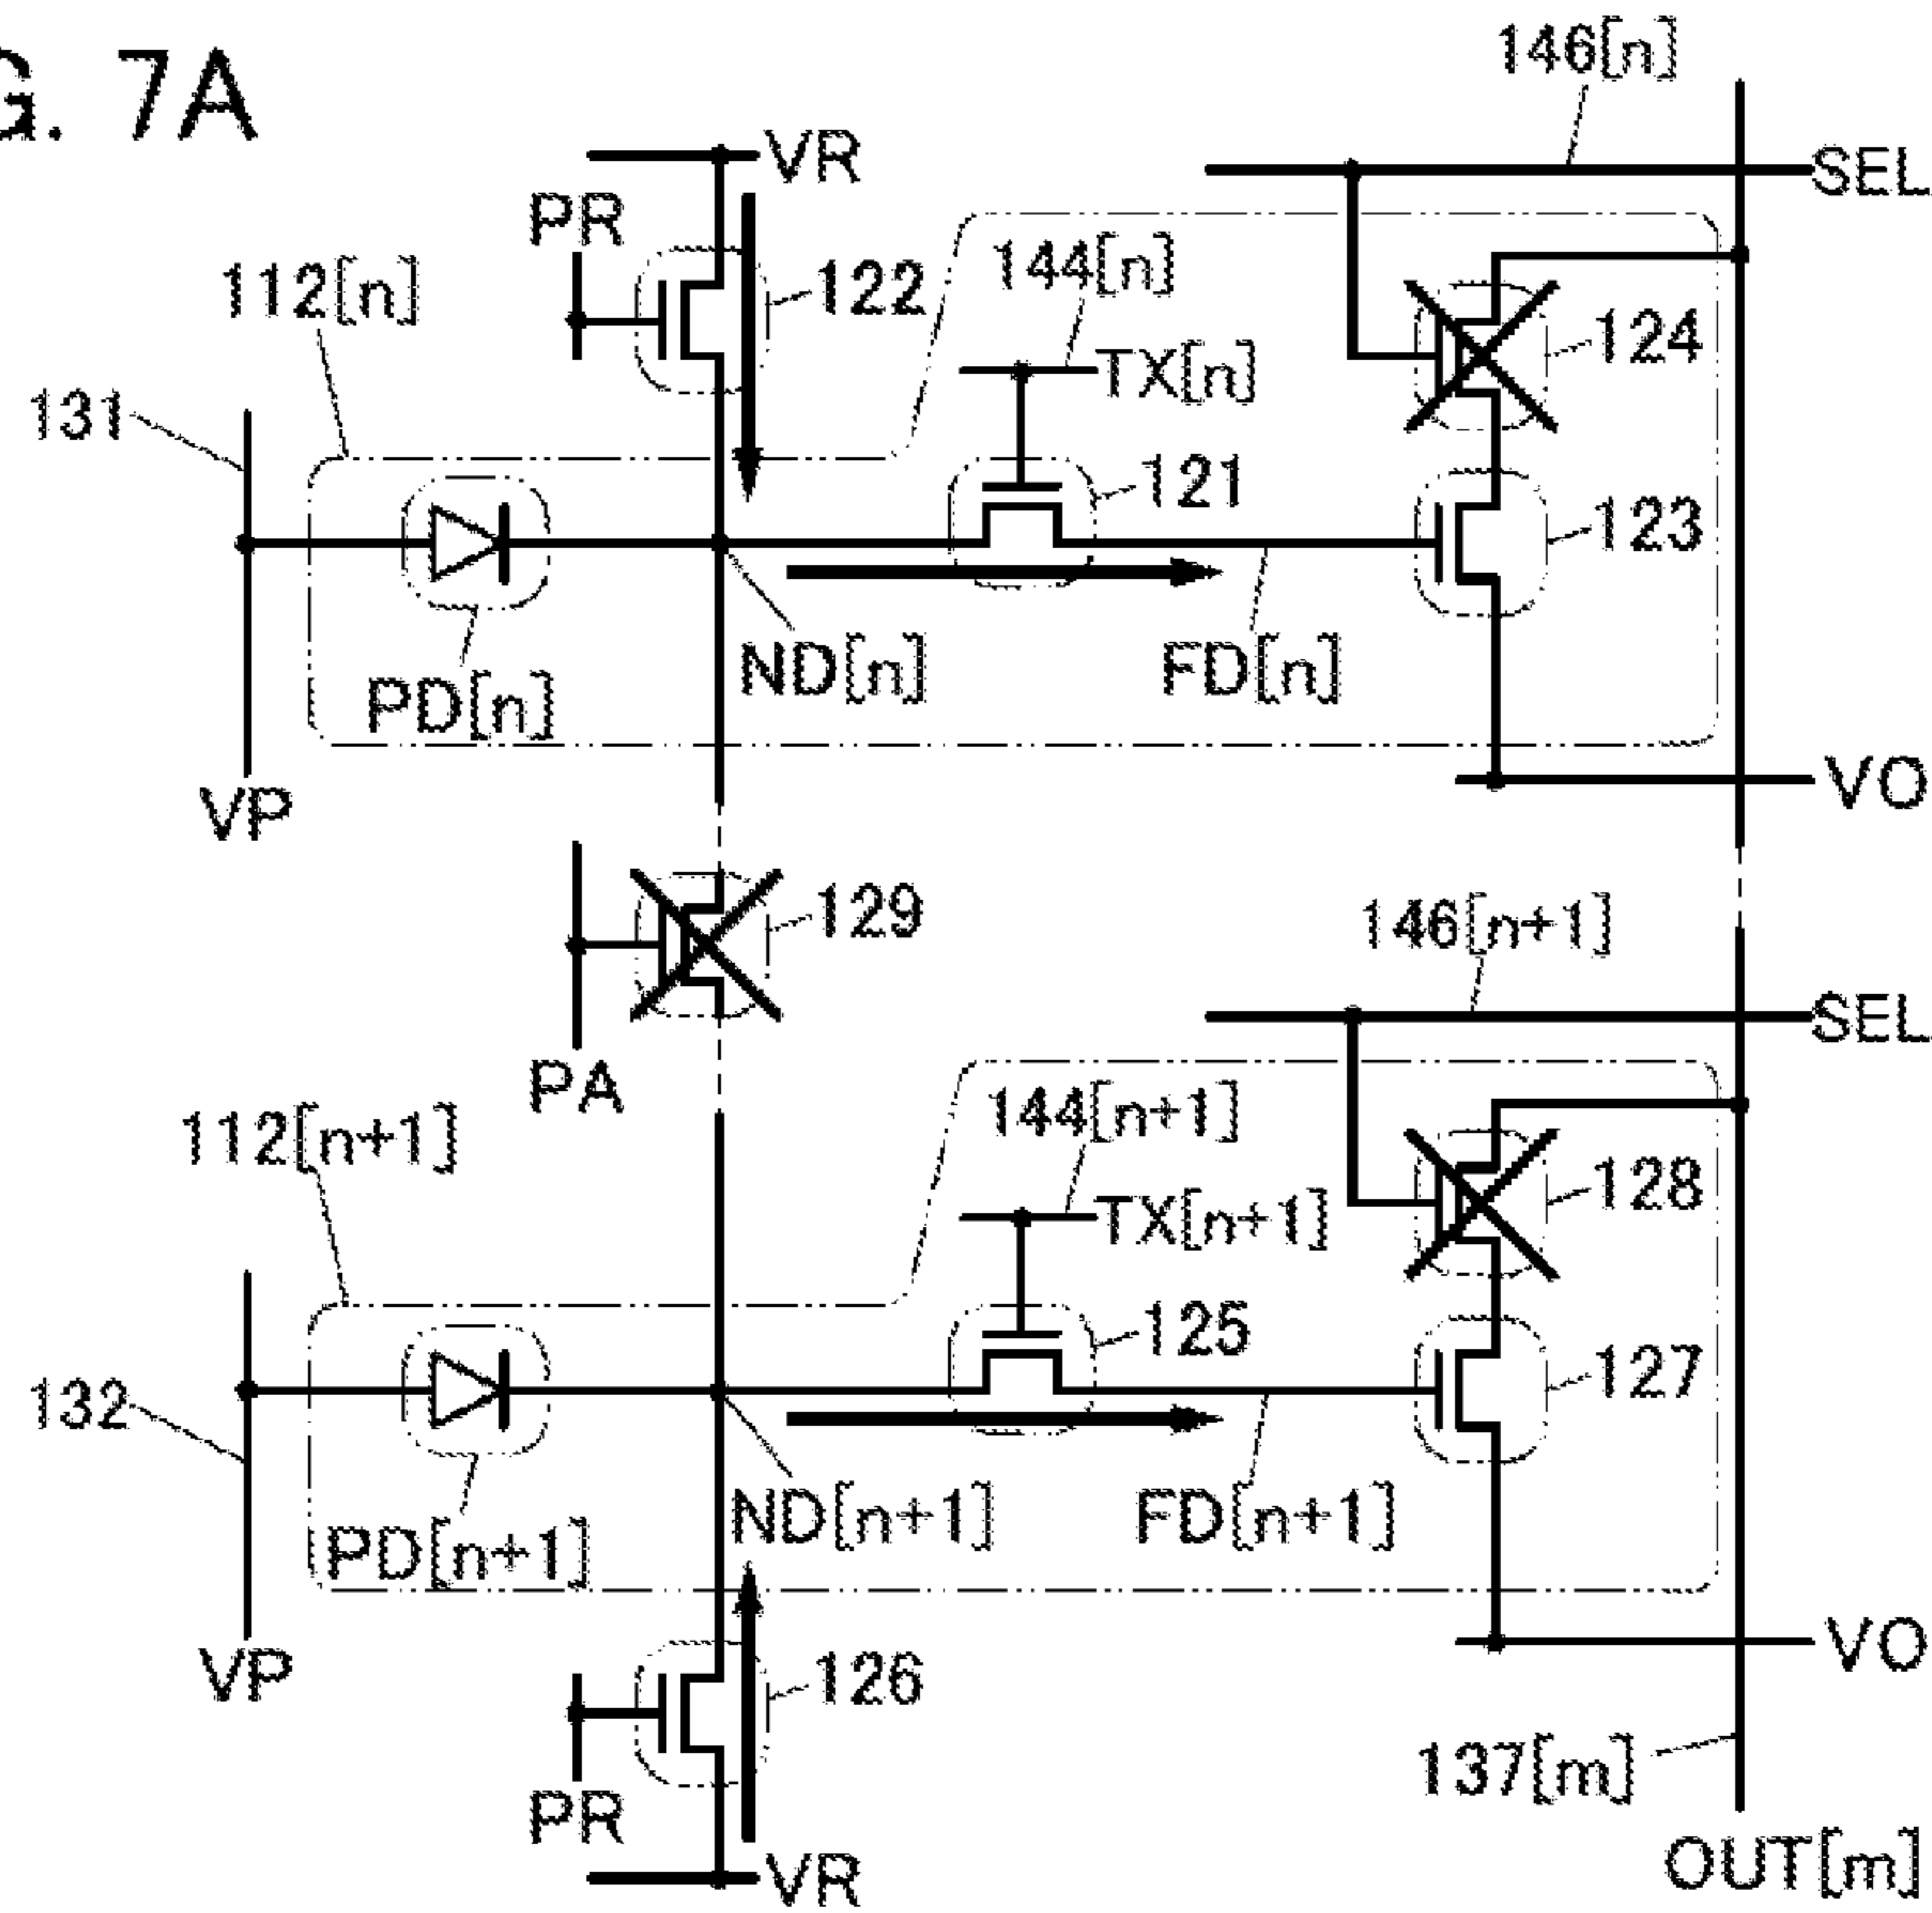 G. 7A
146[n]
VR
SEL
PR
112[n]
122
144[n]
124
TX[n]
131
121
123
ND[n]
FD[n]
PD[n]
VP
VO
129
146[n+1]
SEL
PA
144[n+1]
112[n+1]
128
TX[n+1]
125
127
132
ND[n+1]
FD[n+1]
PD[n+1]
VP
126
VO
137[m]
PR
VR
OUT[m]